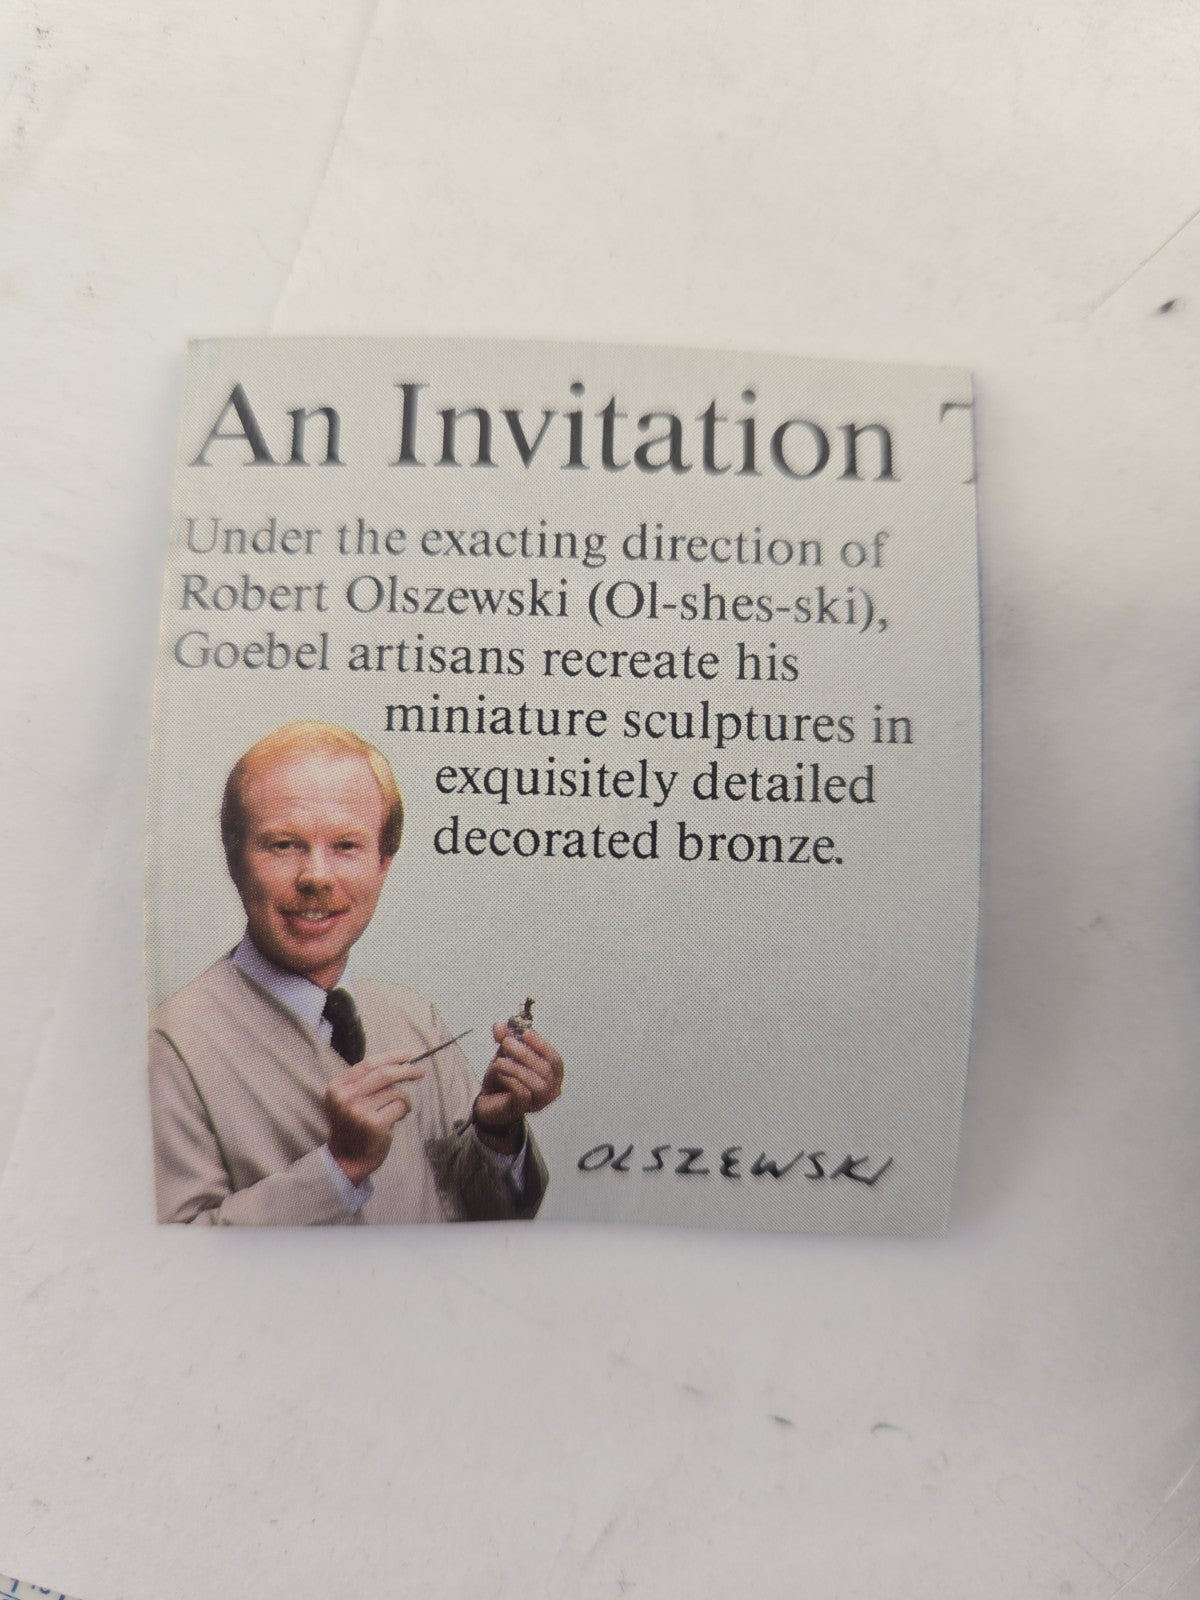 An Invitation
Under the exacting direction of
Robert Olszewski (Ol-shes-ski),
Goebel artisans recreate his
miniature sculptures in
exquisitely detailed
decorated bronze.
OLSZEWSKI